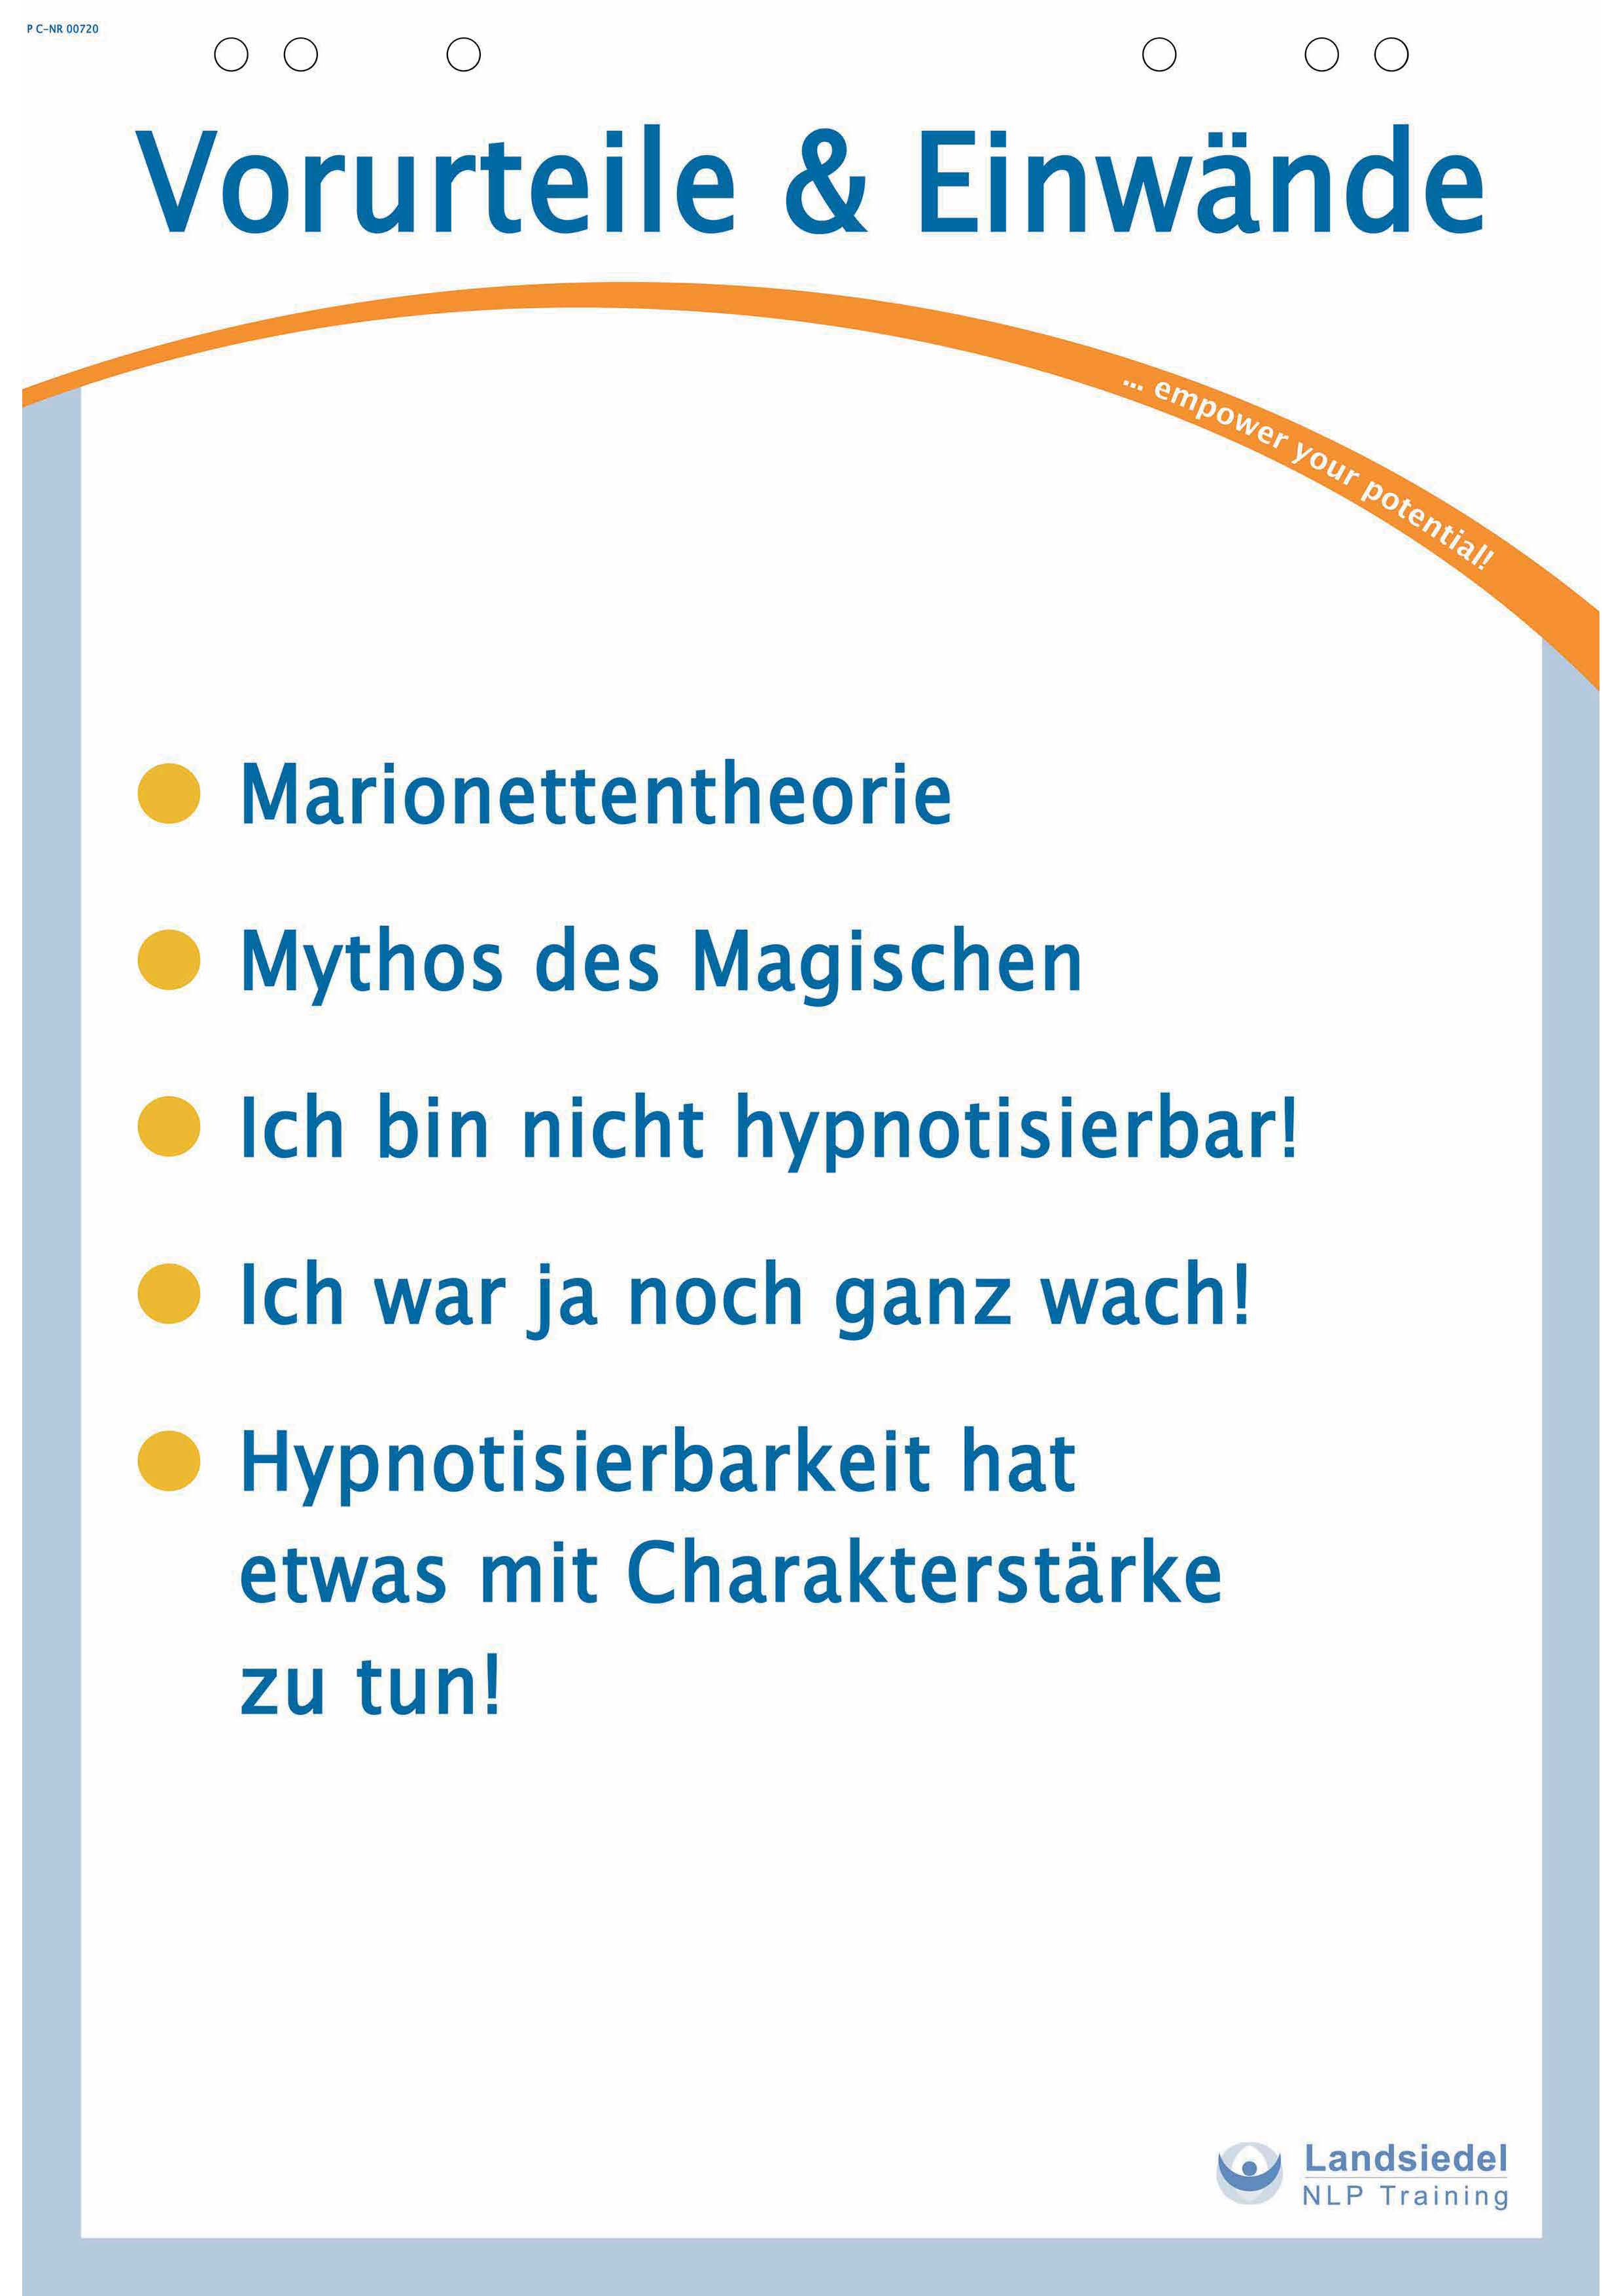 P C-NR 00720
Vorurteile & Einwände
... empower your potential!
Marionettentheorie
Mythos des Magischen
Ich bin nicht hypnotisierbar!
Ich war ja noch ganz wach!
Hypnotisierbarkeit hat
etwas mit Charakterstärke
zu tun!
Landsiedel
NLP Training